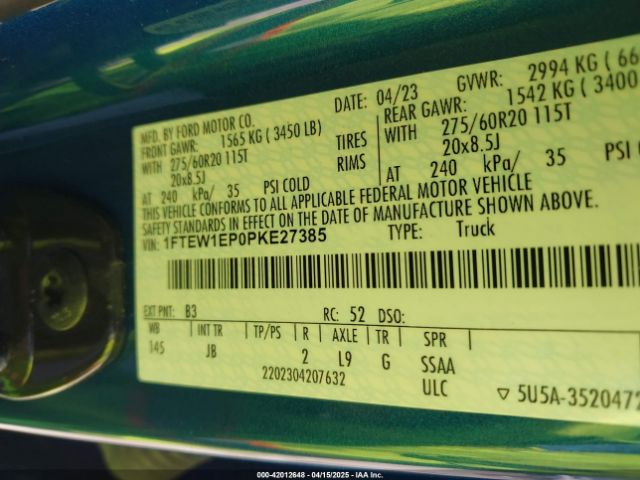 MFD. BY FORD MOTOR CO.
DATE: 04/23
GVWR: 2994 KG
FRONT GAWR: 1565 KG ( 3450 LB)
REAR GAWR: 1542 KG ( 3400
WITH 275/60R20 115T TIRES
WITH 275/60R20 115T
20x8.5J RIMS
20x8.5J
AT 240 kPa/ 35 PSI COLD
AT 240 kPa/ 35 PSI
THIS VEHICLE CONFORMS TO ALL APPLICABLE FEDERAL MOTOR VEHICLE
SAFETY STANDARDS IN EFFECT ON THE DATE OF MANUFACTURE SHOWN ABOVE.
VIN: 1FTEW1EP0PKE27385
TYPE: Truck
EXT PNT: B3
RC: 52 DSO:
WB INT TR TP/PS R AXLE TR SPR
145 JB 2 L9 G SSAA
2202304207632 ULC
▽ 5U5A-3520472
000-42012648 - 04/15/2025 - IAA Inc.